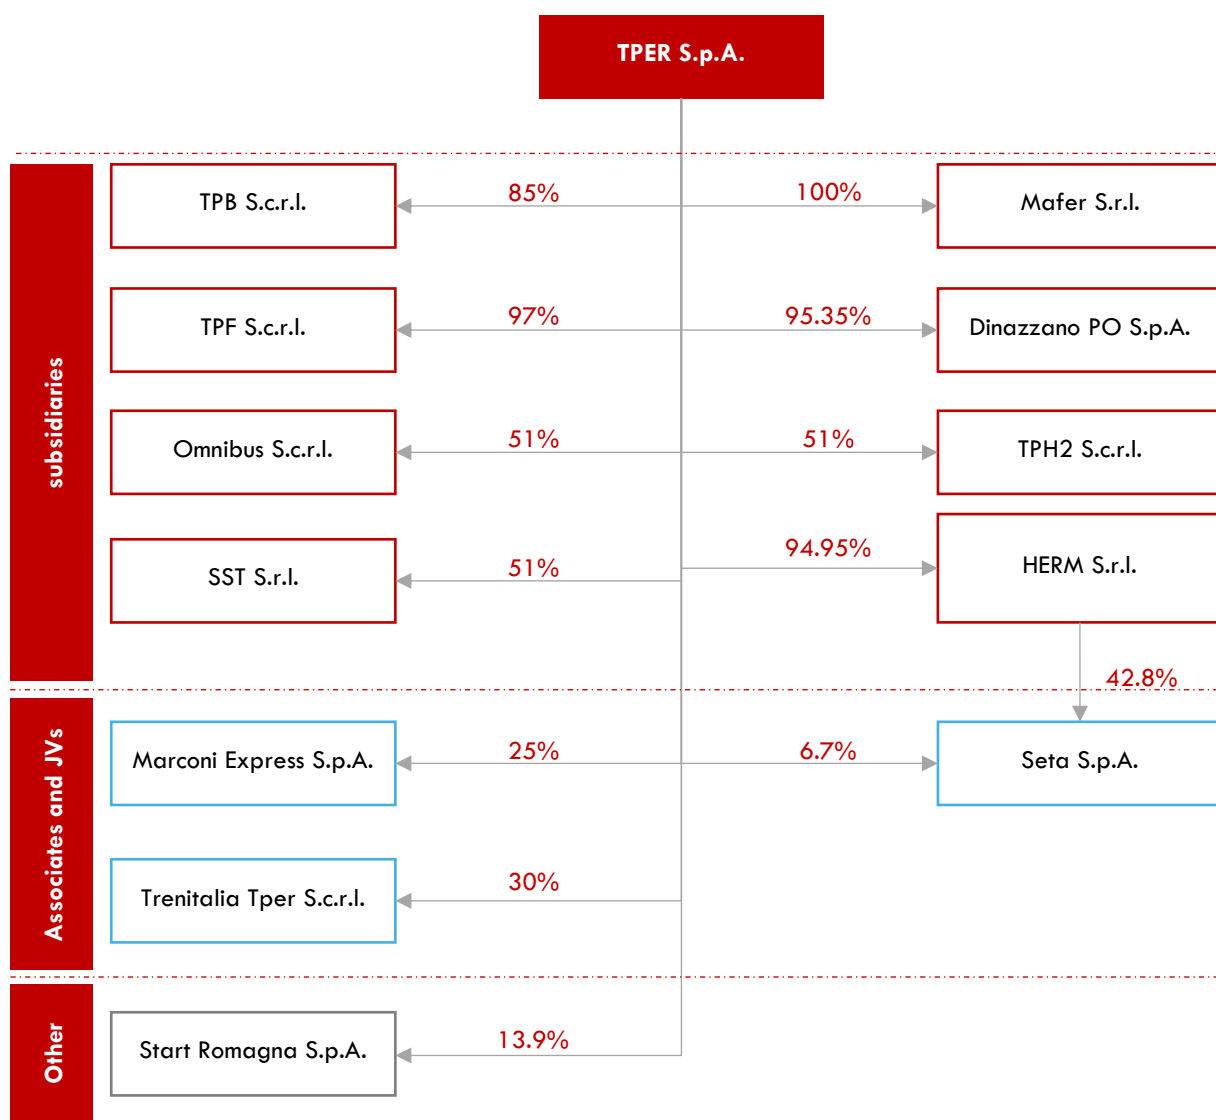 TPER S.p.A.
subsidiaries
TPB S.c.r.l.
85%
100%
Mafer S.r.l.
TPF S.c.r.l.
97%
95.35%
Dinazzano PO S.p.A.
Omnibus S.c.r.l.
51%
51%
TPH2 S.c.r.l.
SST S.r.l.
51%
94.95%
HERM S.r.l.
42.8%
Associates and JVs
Marconi Express S.p.A.
25%
6.7%
Seta S.p.A.
Trenitalia Tper S.c.r.l.
30%
Other
Start Romagna S.p.A.
13.9%